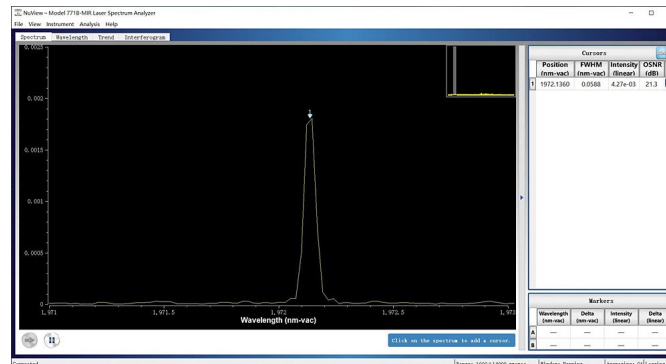 NuView – Model 771B-MIR Laser Spectrum Analyzer
File View Instrument Analysis Help
Spectrum Wavelength Trend Interferogram
0.0025
0.002
0.0015
0.001
0.0005
0
1
1,971 1,971.5 1,972 1,972.5 1,973
Wavelength (nm-vac)
Click on the spectrum to add a cursor.
Cursors
Position (nm-vac) FWHM (nm-vac) Intensity (linear) OSNR (dB)
1 1972.1360 0.0588 4.27e-03 21.3
Markers
Wavelength (nm-vac) Delta (nm-vac) Intensity (linear) Delta (linear)
A — — — —
B — — — —